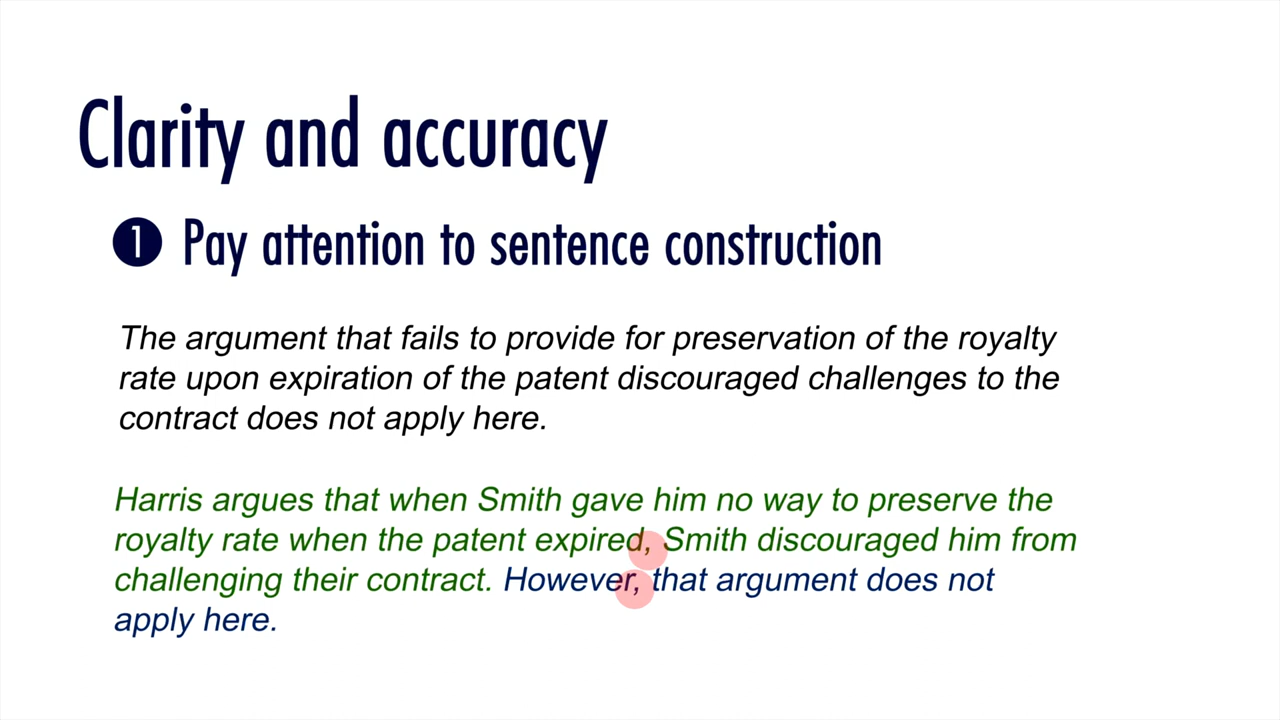 Clarity and accuracy
❶ Pay attention to sentence construction
The argument that fails to provide for preservation of the royalty
rate upon expiration of the patent discouraged challenges to the
contract does not apply here.
Harris argues that when Smith gave him no way to preserve the
royalty rate when the patent expired, Smith discouraged him from
challenging their contract. However, that argument does not
apply here.